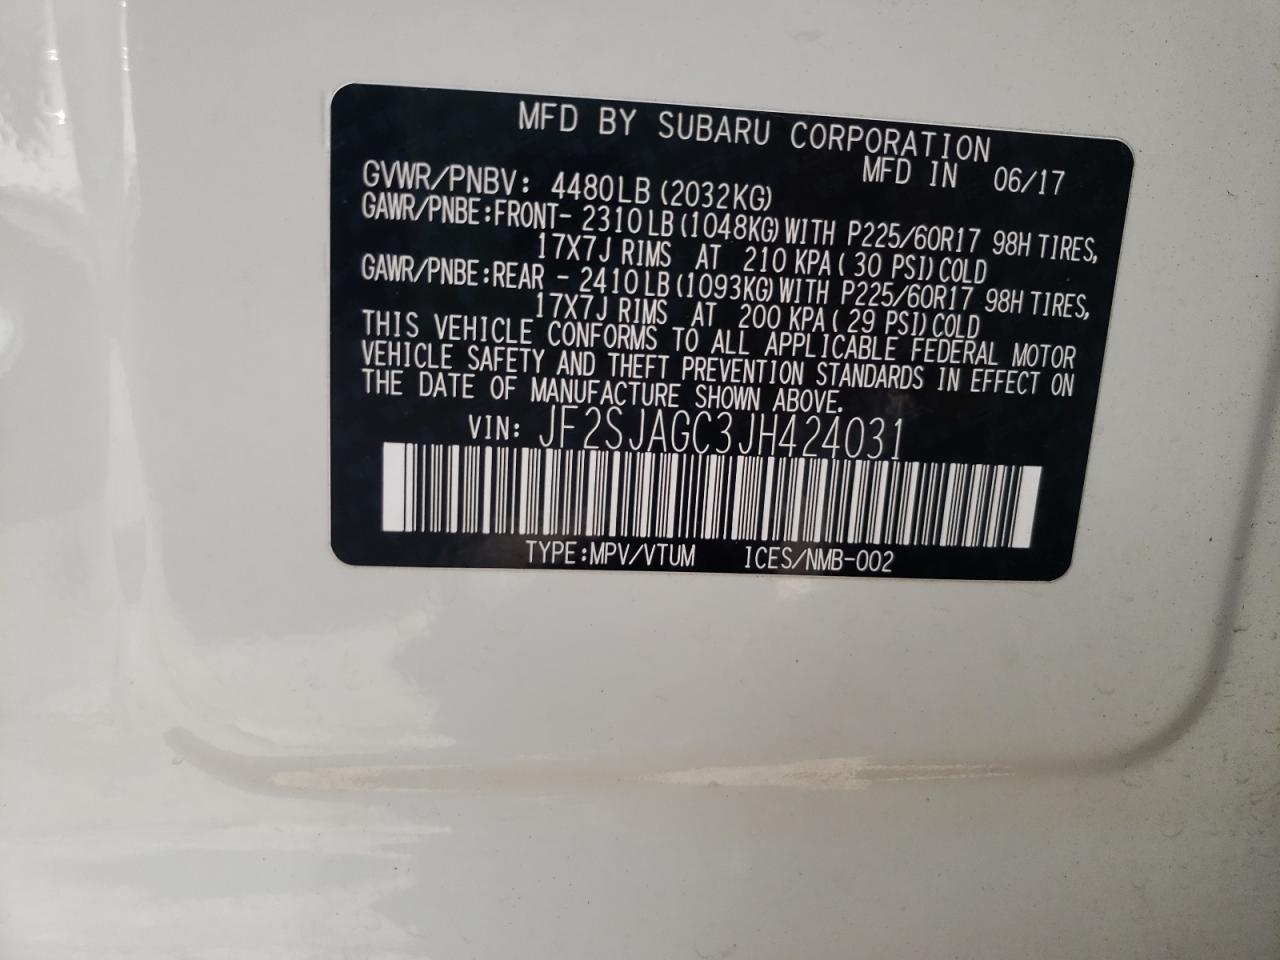 MFD BY SUBARU CORPORATION
MFD IN 06/17
GVWR/PNBV: 4480LB (2032KG)
GAWR/PNBE:FRONT- 2310LB (1048KG) WITH P225/60R17 98H TIRES,
17X7J RIMS AT 210 KPA ( 30 PSI) COLD
GAWR/PNBE:REAR - 2410LB (1093KG) WITH P225/60R17 98H TIRES,
17X7J RIMS AT 200 KPA ( 29 PSI) COLD
THIS VEHICLE CONFORMS TO ALL APPLICABLE FEDERAL MOTOR
VEHICLE SAFETY AND THEFT PREVENTION STANDARDS IN EFFECT ON
THE DATE OF MANUFACTURE SHOWN ABOVE.
VIN: JF2SJAGC3JH424031
TYPE:MPV/VTUM ICES/NMB-002